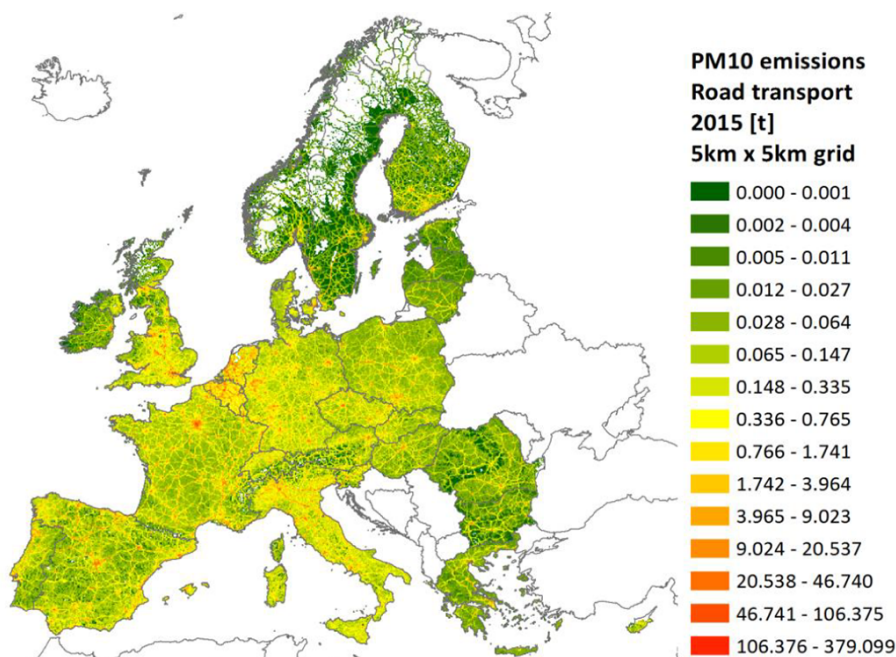 PM10 emissions
Road transport
2015 [t]
5km x 5km grid
0.000 - 0.001
0.002 - 0.004
0.005 - 0.011
0.012 - 0.027
0.028 - 0.064
0.065 - 0.147
0.148 - 0.335
0.336 - 0.765
0.766 - 1.741
1.742 - 3.964
3.965 - 9.023
9.024 - 20.537
20.538 - 46.740
46.741 - 106.375
106.376 - 379.099